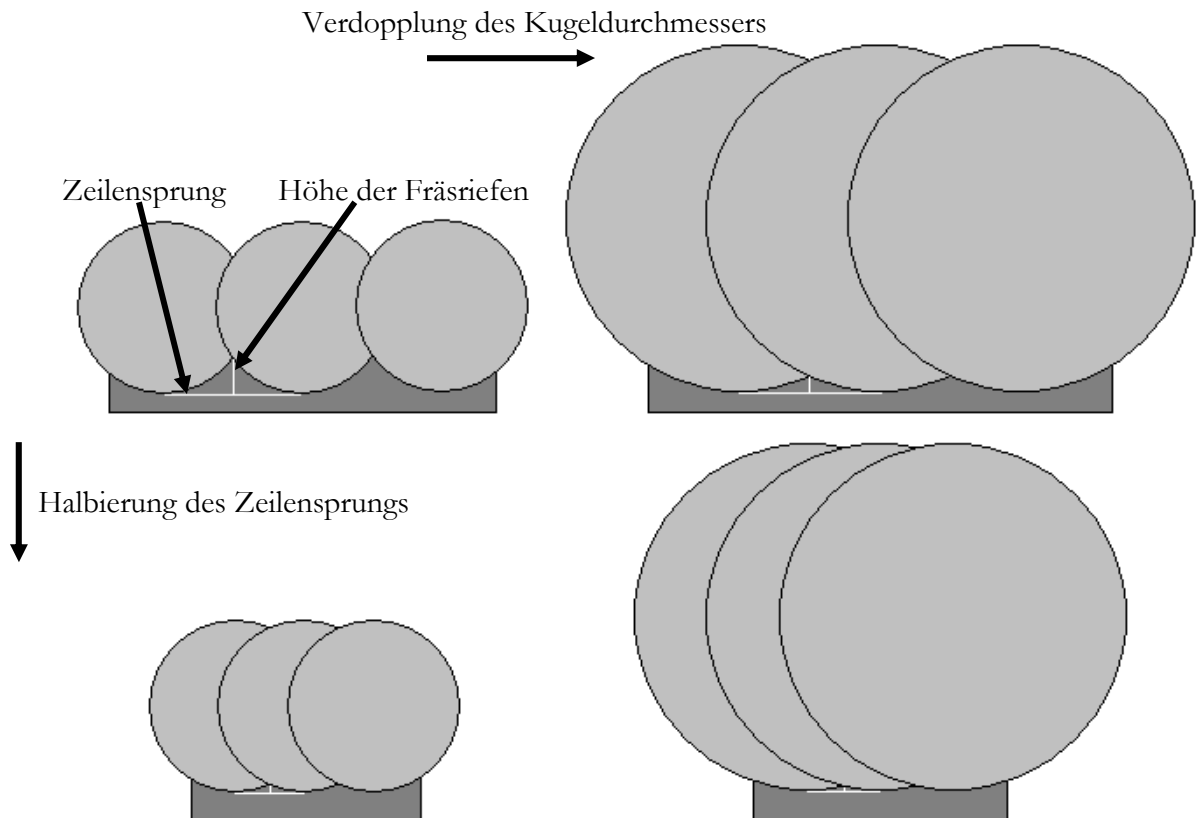 Verdopplung des Kugeldurchmessers
Zeilensprung
Höhe der Fräsriefen
Halbierung des Zeilensprungs